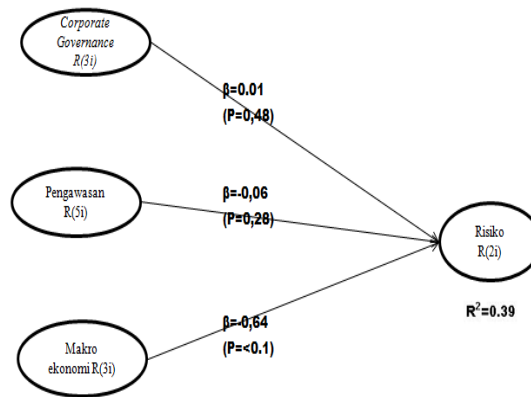 Corporate
Governance
R(3i)
β=0.01
(P=0,48)
Pengawasan
R(5i)
β=-0,06
(P=0,28)
Risiko
R(2i)
R²=0.39
β=-0,64
(P=<0.1)
Makro
ekonomi R(3i)